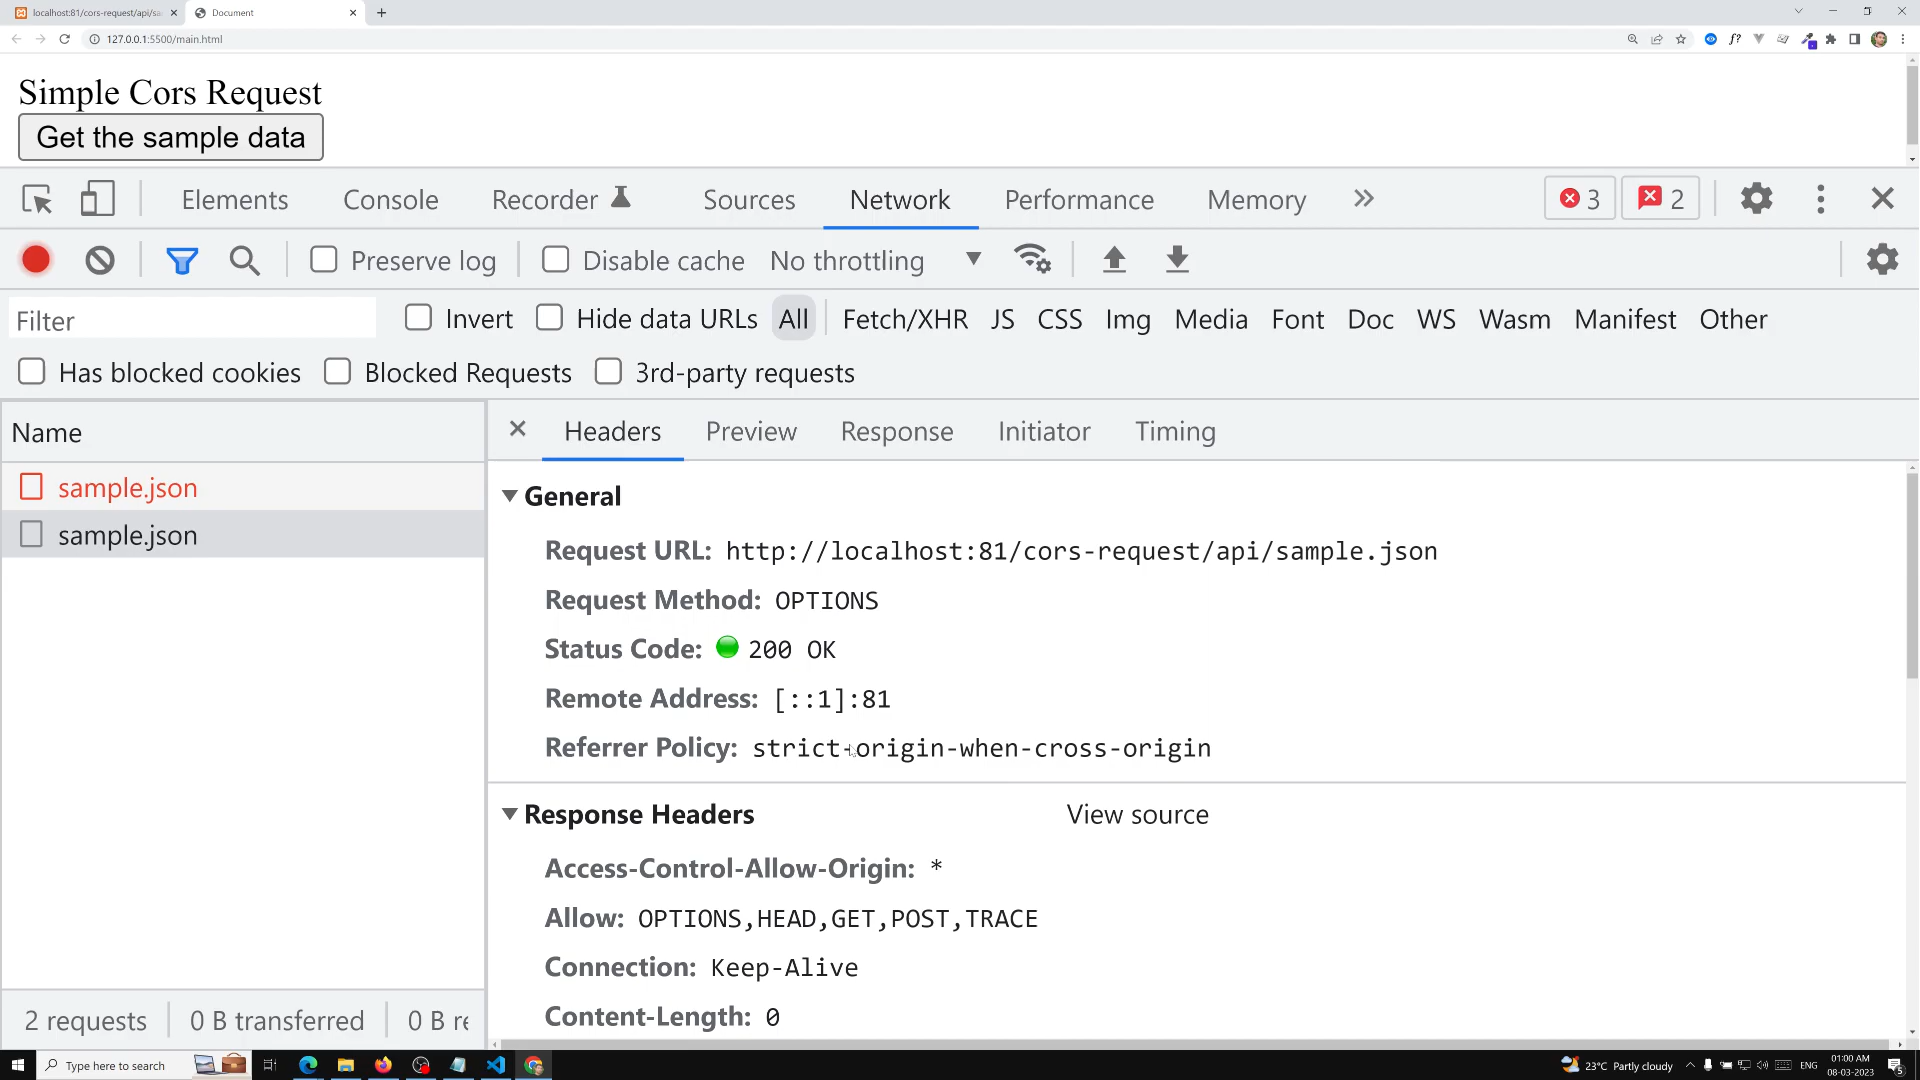 localhost:81/cors-request/api/sa
Document
127.0.0.1:5500/main.html
f?
Simple Cors Request
Get the sample data
Elements
Console
Recorder
Sources
Network
Performance
Memory
3
2
Preserve log
Disable cache
No throttling
Filter
Invert
Hide data URLs
All
Fetch/XHR
JS
CSS
Img
Media
Font
Doc
WS
Wasm
Manifest
Other
Has blocked cookies
Blocked Requests
3rd-party requests
Name
Headers
Preview
Response
Initiator
Timing
sample.json
sample.json
General
Request URL: http://localhost:81/cors-request/api/sample.json
Request Method: OPTIONS
Status Code: 200 OK
Remote Address: [::1]:81
Referrer Policy: strict-origin-when-cross-origin
Response Headers
View source
Access-Control-Allow-Origin: *
Allow: OPTIONS,HEAD,GET,POST,TRACE
Connection: Keep-Alive
Content-Length: 0
2 requests
0 B transferred
0 B re
Type here to search
23°C Partly cloudy
ENG
01:00 AM
08-03-2023
5